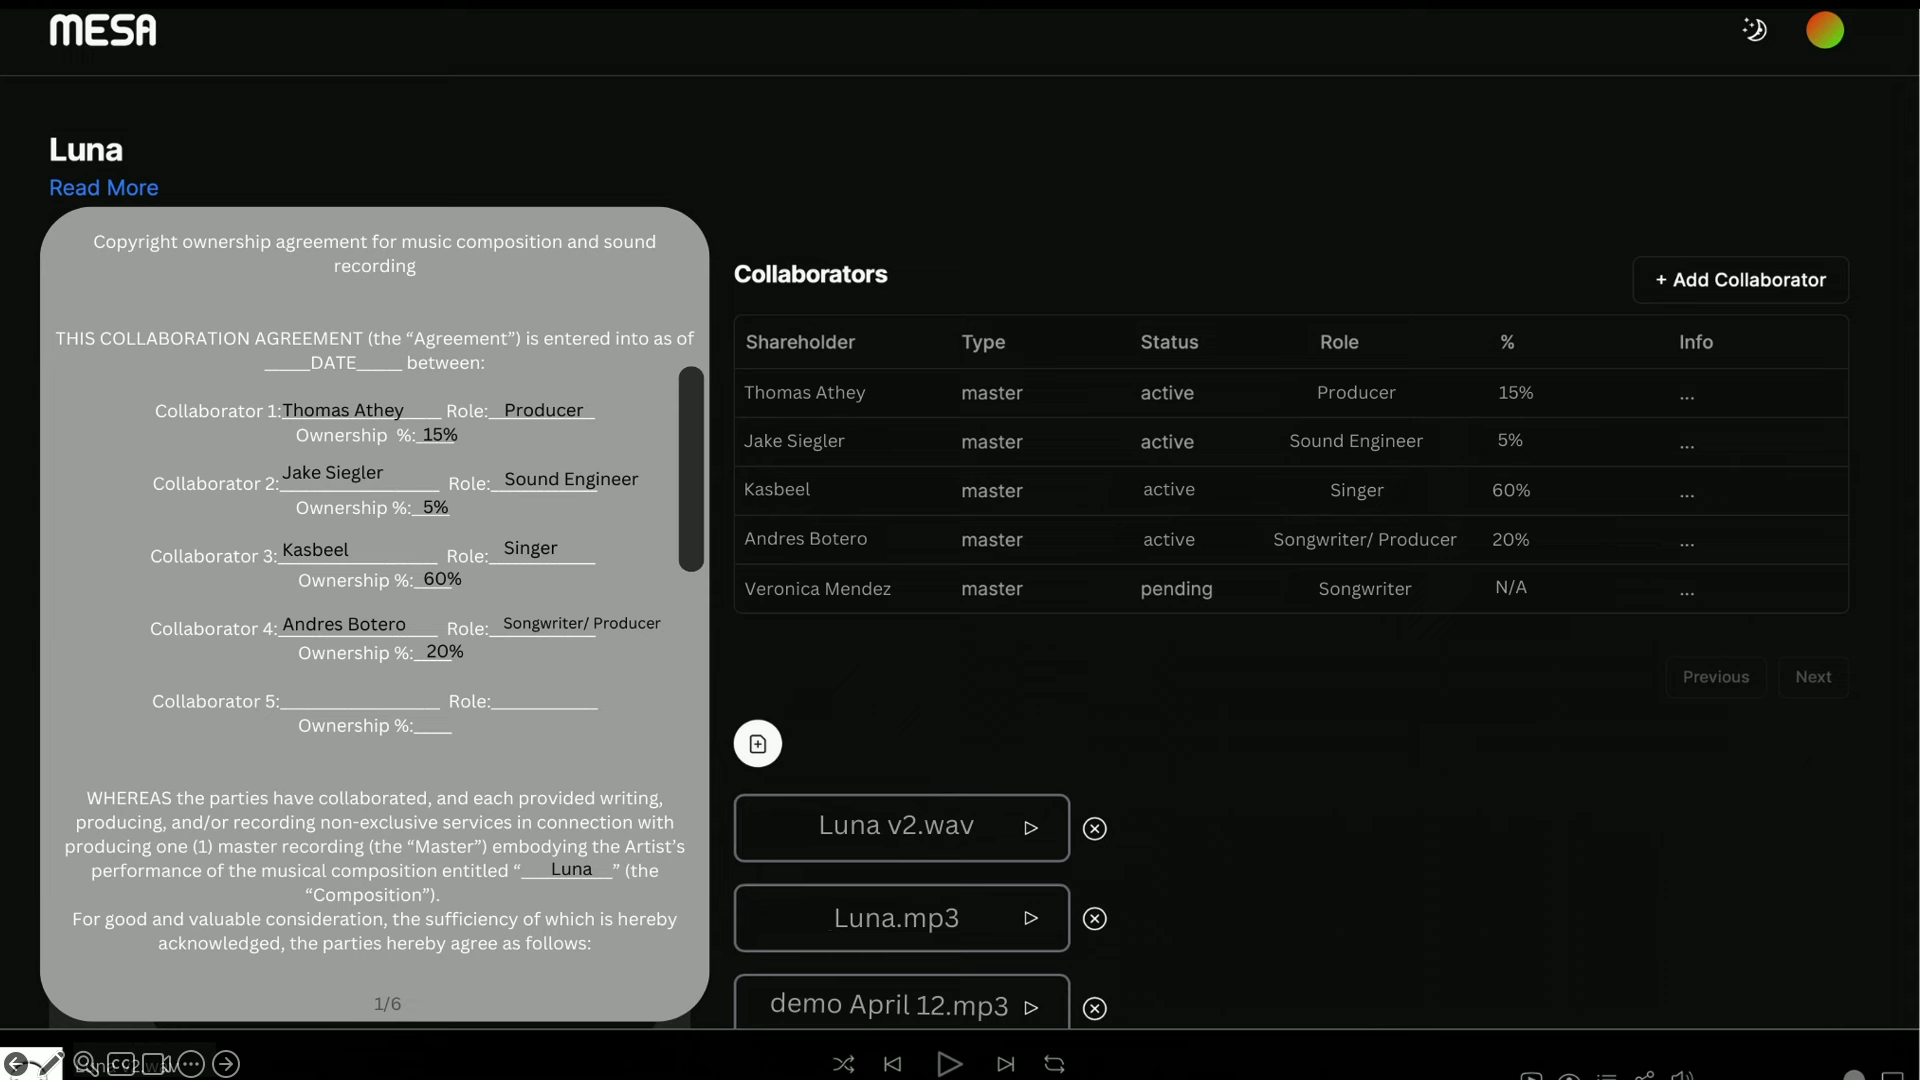 MESA
Luna
Read More
Copyright ownership agreement for music composition and sound
recording
THIS COLLABORATION AGREEMENT (the “Agreement”) is entered into as of
_____DATE_____ between:
Collaborator 1: Thomas Athey Role: Producer
Ownership %: 15%
Collaborator 2: Jake Siegler Role: Sound Engineer
Ownership %: 5%
Collaborator 3: Kasbeel Role: Singer
Ownership %: 60%
Collaborator 4: Andres Botero Role: Songwriter/ Producer
Ownership %: 20%
Collaborator 5:_________________ Role:____________
Ownership %:____
WHEREAS the parties have collaborated, and each provided writing,
producing, and/or recording non-exclusive services in connection with
producing one (1) master recording (the “Master”) embodying the Artist’s
performance of the musical composition entitled “ Luna ” (the
“Composition”).
For good and valuable consideration, the sufficiency of which is hereby
acknowledged, the parties hereby agree as follows:
1/6
Collaborators
+ Add Collaborator
Shareholder Type Status Role % Info
Thomas Athey master active Producer 15% ...
Jake Siegler master active Sound Engineer 5% ...
Kasbeel master active Singer 60% ...
Andres Botero master active Songwriter/ Producer 20% ...
Veronica Mendez master pending Songwriter N/A ...
Previous Next
Luna v2.wav
Luna.mp3
demo April 12.mp3
Luna v2.wav
CC